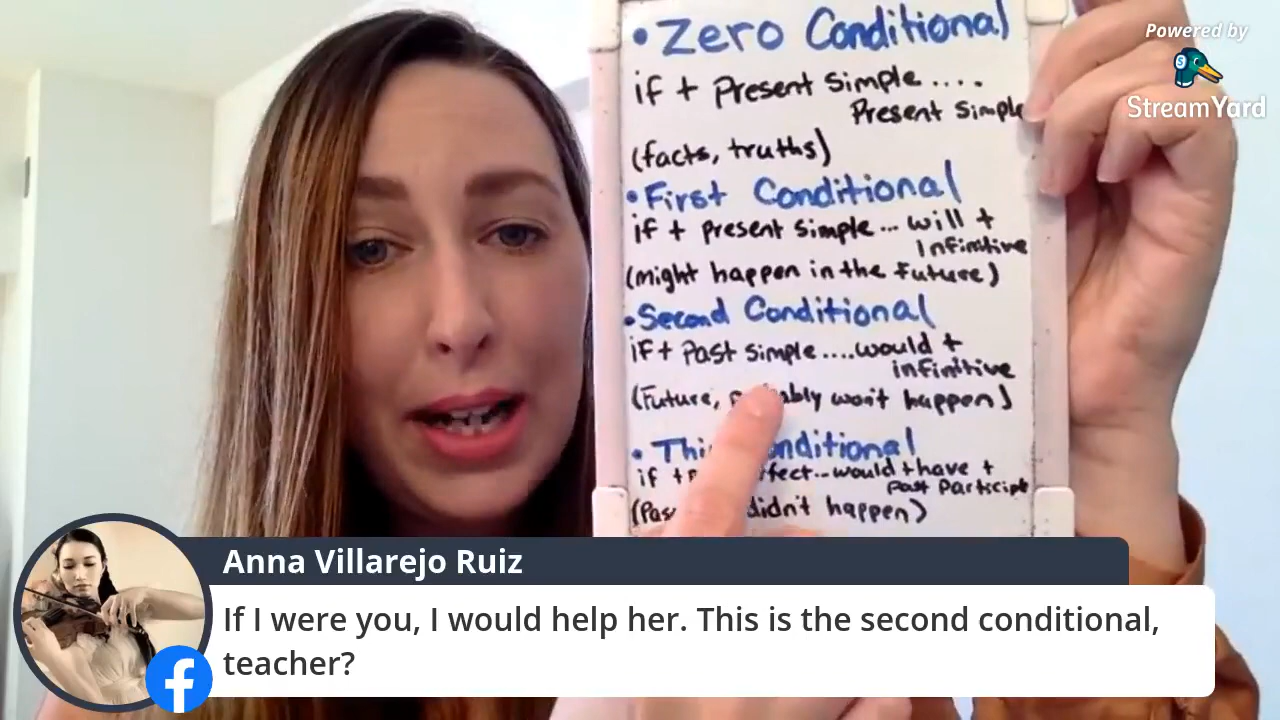 • Zero Conditional
if + Present Simple ....
Present Simple
(facts, truths)
• First Conditional
if + present simple ... will +
Infinitive
(might happen in the future)
• Second Conditional
if + Past simple .... would +
infinitive
(Future, won't happen)
•
if + .. would + have +
Past Participle
(didn't happen)
Powered by
StreamYard
Anna Villarejo Ruiz
If I were you, I would help her. This is the second conditional,
teacher?